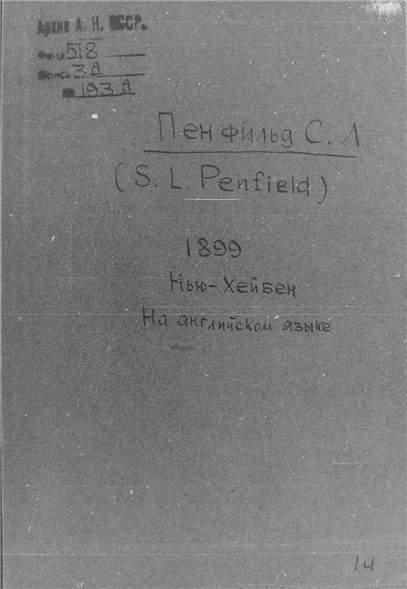 Архив А. Н. СССР.
Фонд 518
Опись 3 А
№ 193 А
Пенфильд С. Л
(S. L. Penfield)
1899
Нью-Хейвен
На английском языке
14